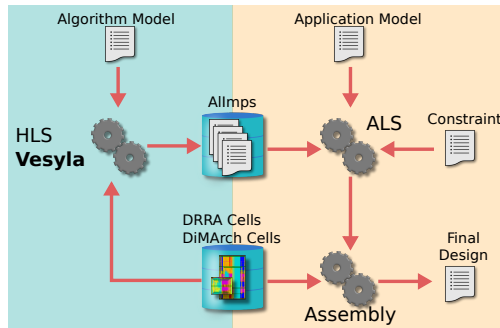 Algorithm Model
Application Model
AlImps
ALS
Constraint
HLS
Vesyla
DRRA Cells
DiMArch Cells
Final
Design
Assembly